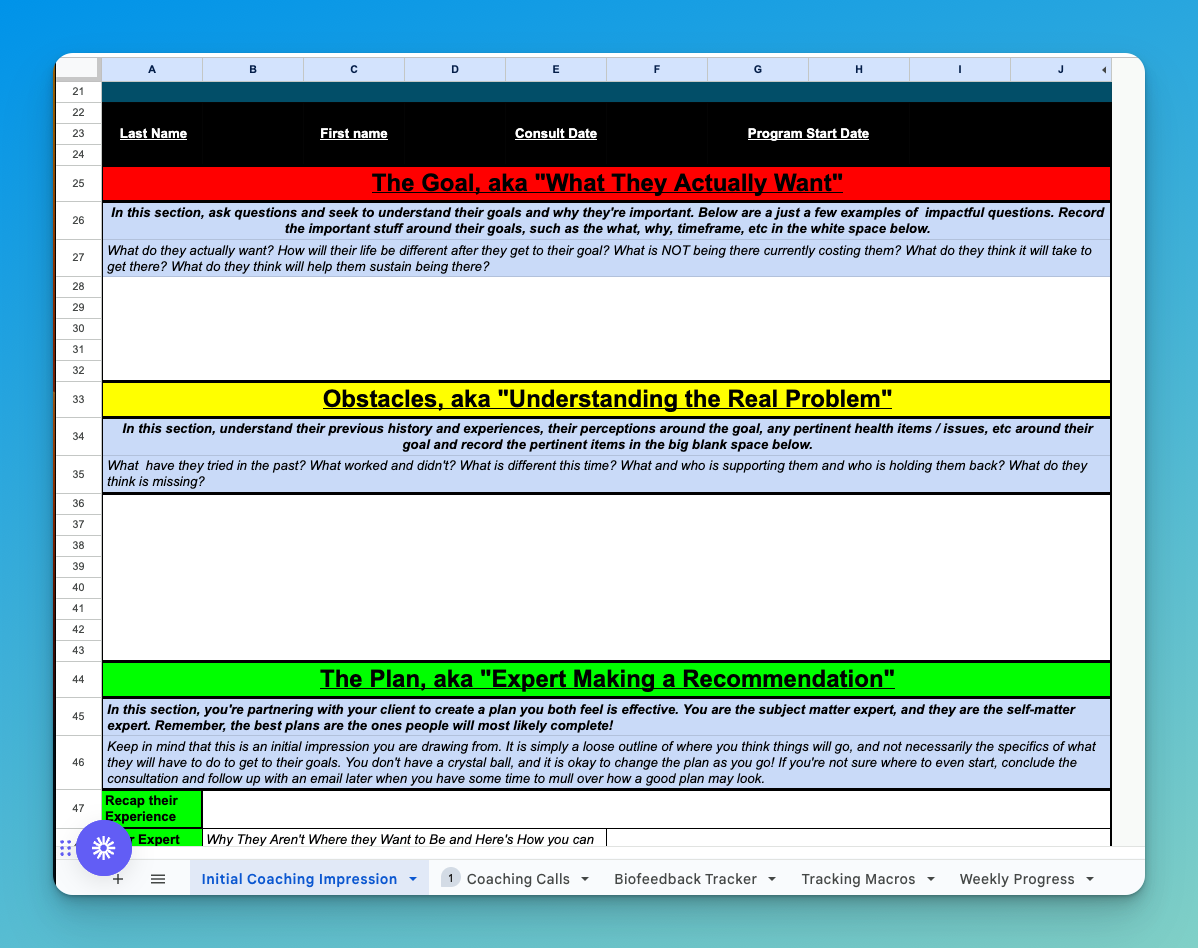 A B C D E F G H I J
21
22
23 Last Name First name Consult Date Program Start Date
24
25 The Goal, aka "What They Actually Want"
26 In this section, ask questions and seek to understand their goals and why they're important. Below are a just a few examples of impactful questions. Record
the important stuff around their goals, such as the what, why, timeframe, etc in the white space below.
27 What do they actually want? How will their life be different after they get to their goal? What is NOT being there currently costing them? What do they think it will take to
get there? What do they think will help them sustain being there?
28
29
30
31
32
33 Obstacles, aka "Understanding the Real Problem"
34 In this section, understand their previous history and experiences, their perceptions around the goal, any pertinent health items / issues, etc around their
goal and record the pertinent items in the big blank space below.
35 What have they tried in the past? What worked and didn't? What is different this time? What and who is supporting them and who is holding them back? What do they
think is missing?
36
37
38
39
40
41
42
43
44 The Plan, aka "Expert Making a Recommendation"
45 In this section, you're partnering with your client to create a plan you both feel is effective. You are the subject matter expert, and they are the self-matter
expert. Remember, the best plans are the ones people will most likely complete!
46 Keep in mind that this is an initial impression you are drawing from. It is simply a loose outline of where you think things will go, and not necessarily the specifics of what
they will have to do to get to their goals. You don't have a crystal ball, and it is okay to change the plan as you go! If you're not sure where to even start, conclude the
consultation and follow up with an email later when you have some time to mull over how a good plan may look.
47 Recap their
Experience
Expert Why They Aren't Where they Want to Be and Here's How you can
Initial Coaching Impression 1 Coaching Calls Biofeedback Tracker Tracking Macros Weekly Progress